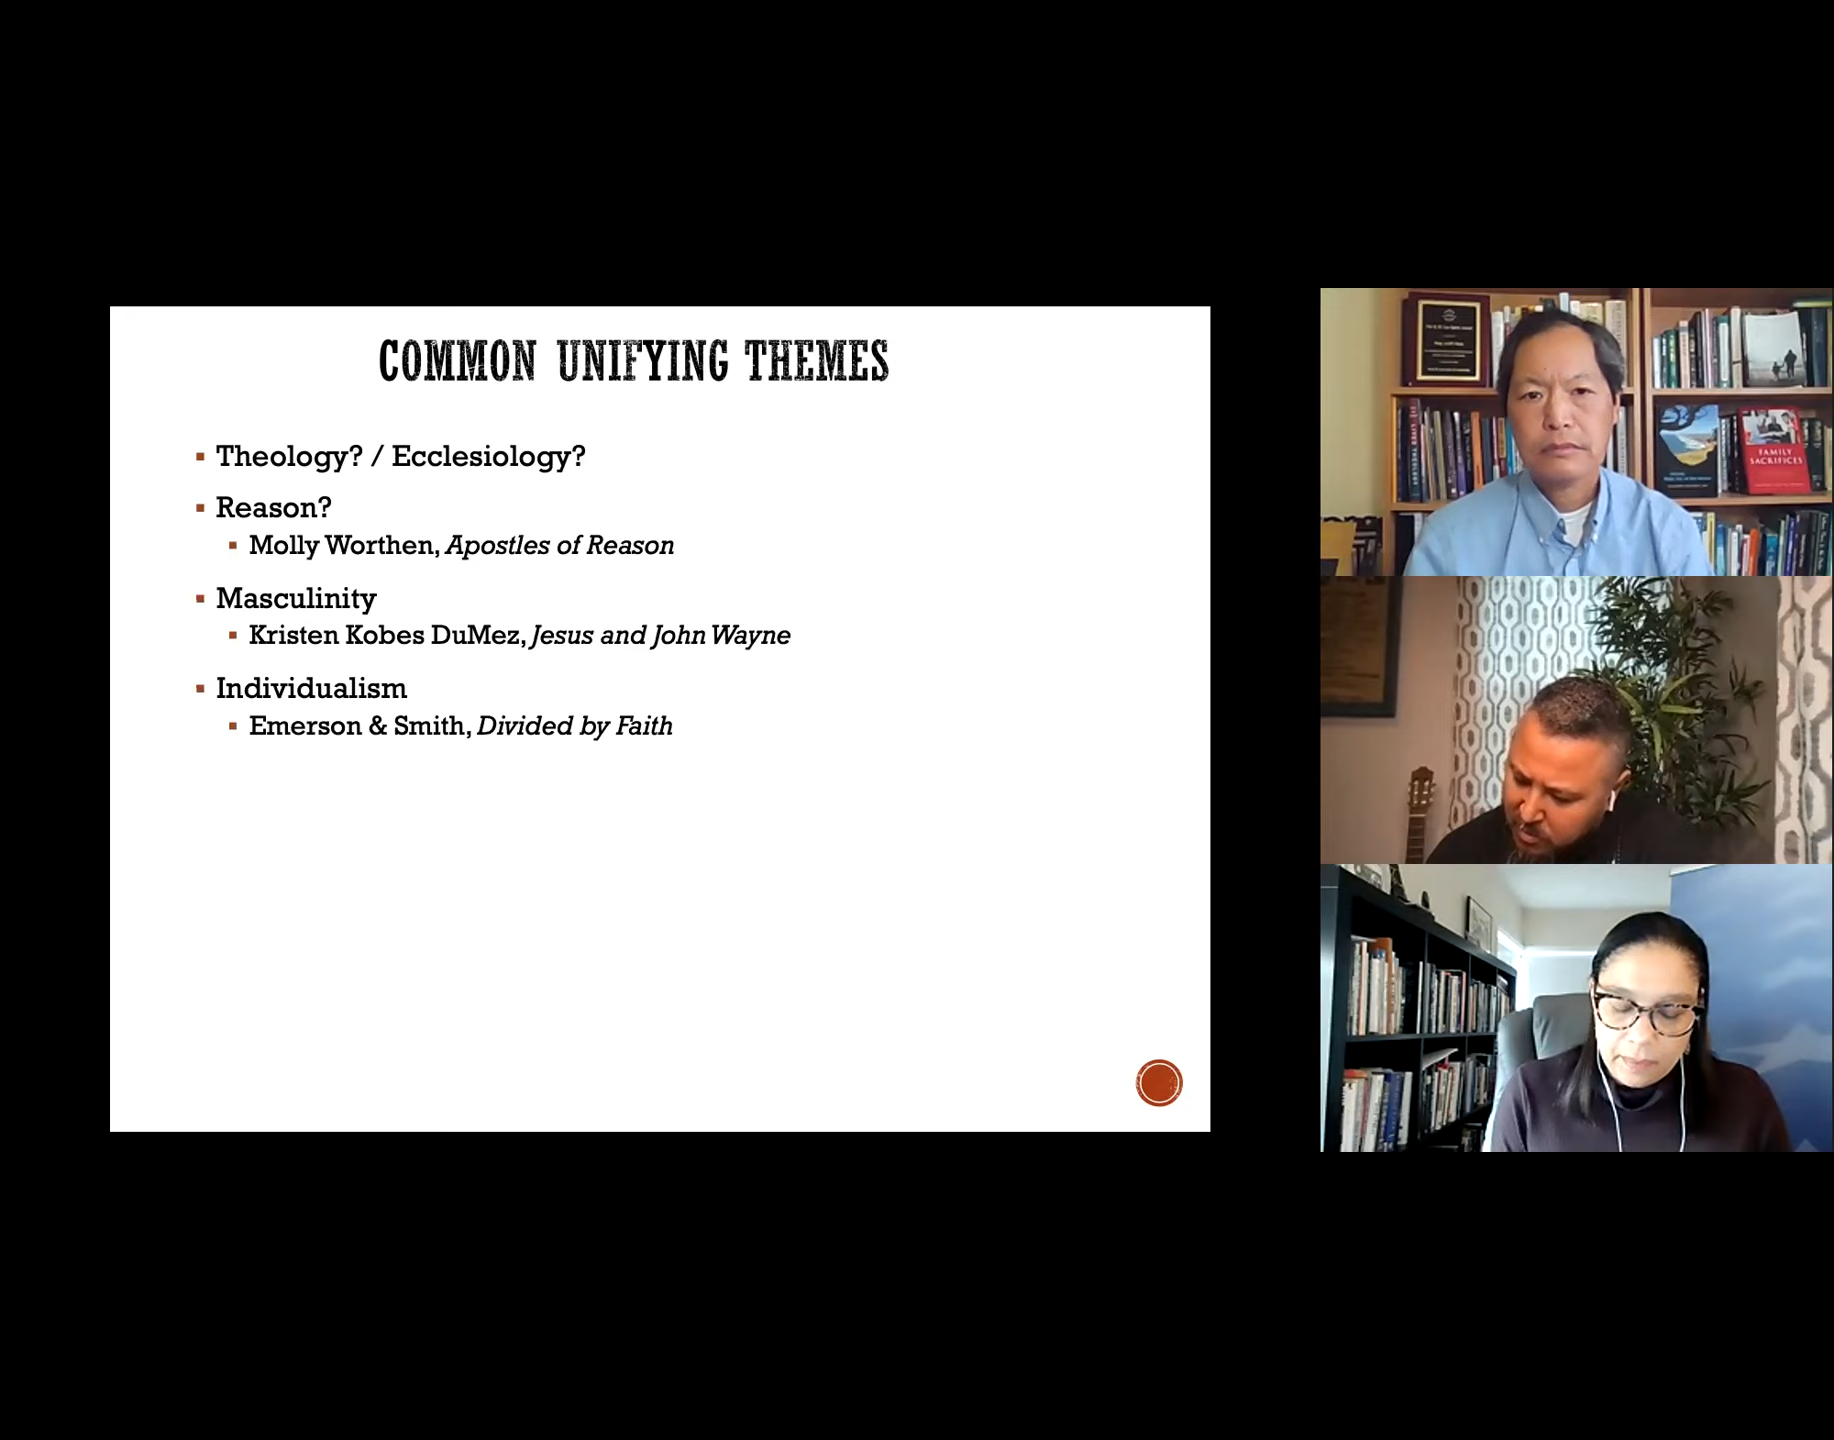 COMMON UNIFYING THEMES
▪ Theology? / Ecclesiology?
▪ Reason?
▪ Molly Worthen, Apostles of Reason
▪ Masculinity
▪ Kristen Kobes DuMez, Jesus and John Wayne
▪ Individualism
▪ Emerson & Smith, Divided by Faith
FAMILY
SACRIFICES